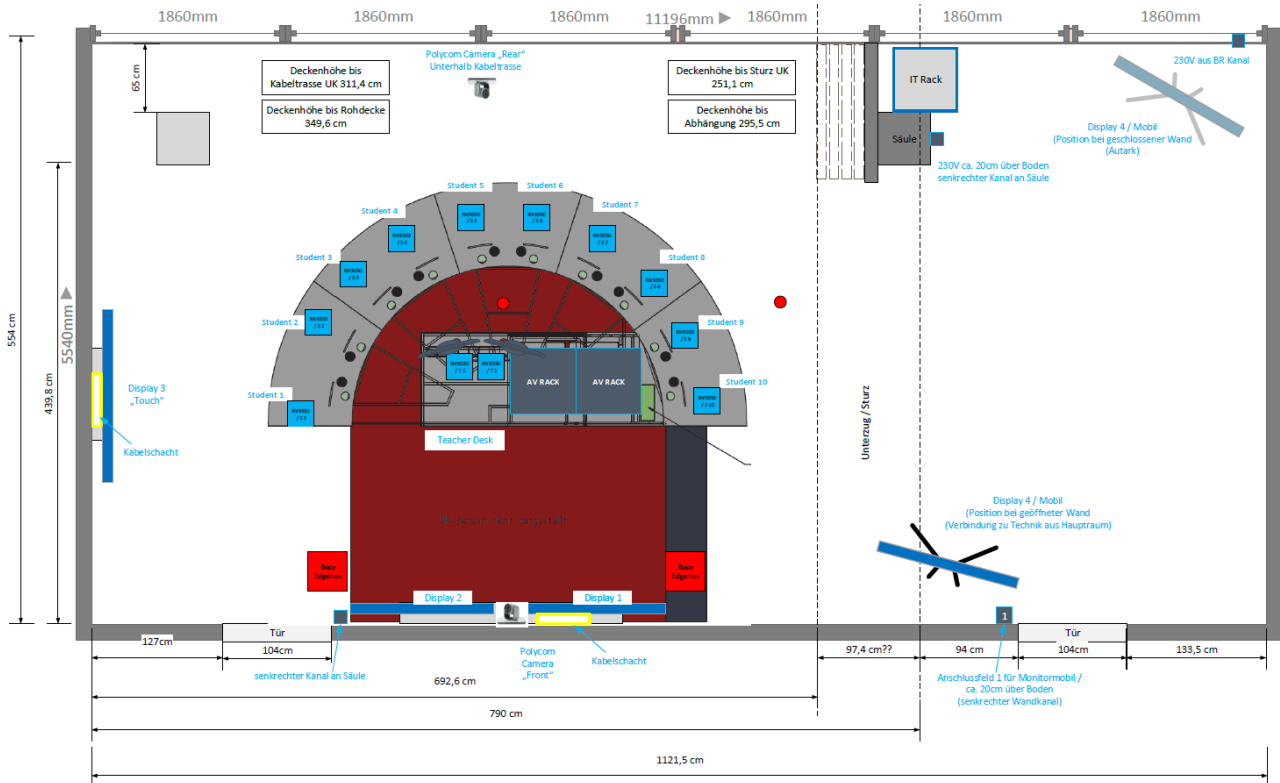 1860mm
1860mm
1860mm
11196mm
1860mm
1860mm
1860mm
Polycom Camera „Rear“
Unterhalb Kabeltrasse
Deckenhöhe bis
Kabeltrasse UK 311,4 cm
Deckenhöhe bis Rohdecke
349,6 cm
Deckenhöhe bis Sturz UK
251,1 cm
Deckenhöhe bis
Abhängung 295,5 cm
65 cm
IT Rack
230V aus BR Kanal
Säule
Display 4 / Mobil
(Position bei geschlossener Wand
(Autark)
230V ca. 20cm über Boden
senkrechter Kanal an Säule
Student 5
Student 6
Student 4
Student 7
Student 3
Student 8
Student 2
Student 9
Student 1
Student 10
554 cm
5540mm
439,8 cm
Display 3
„Touch“
Kabelschacht
AV RACK
AV RACK
Teacher Desk
Unterzug / Sturz
Display 4 / Mobil
(Position bei geöffneter Wand
(Verbindung zu Technik aus Hauptraum)
Base
Edgemax
Base
Edgemax
Display 2
Display 1
1
Tür
Tür
127cm
104cm
97,4 cm??
94 cm
104cm
133,5 cm
senkrechter Kanal an Säule
Polycom
Camera
„Front“
Kabelschacht
Anschlussfeld 1 für Monitormobil /
ca. 20cm über Boden
(senkrechter Wandkanal)
692,6 cm
790 cm
1121,5 cm